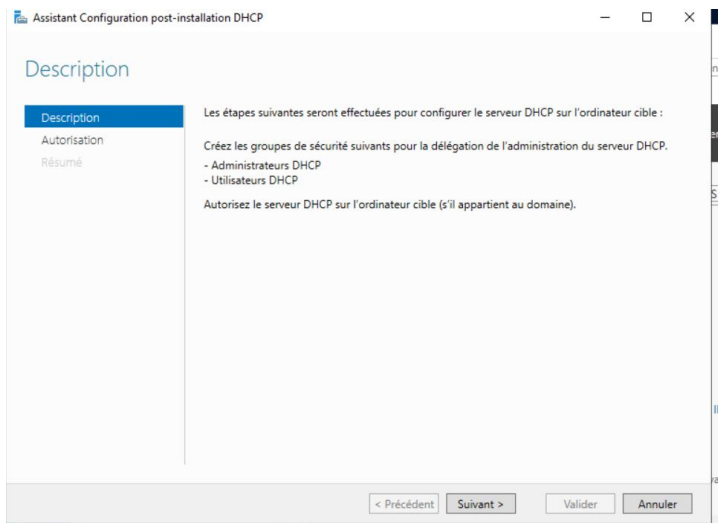 Assistant Configuration post-installation DHCP
Description
Description
Autorisation
Résumé
Les étapes suivantes seront effectuées pour configurer le serveur DHCP sur l'ordinateur cible :
Créez les groupes de sécurité suivants pour la délégation de l'administration du serveur DHCP.
- Administrateurs DHCP
- Utilisateurs DHCP
Autorisez le serveur DHCP sur l'ordinateur cible (s'il appartient au domaine).
< Précédent
Suivant >
Valider
Annuler